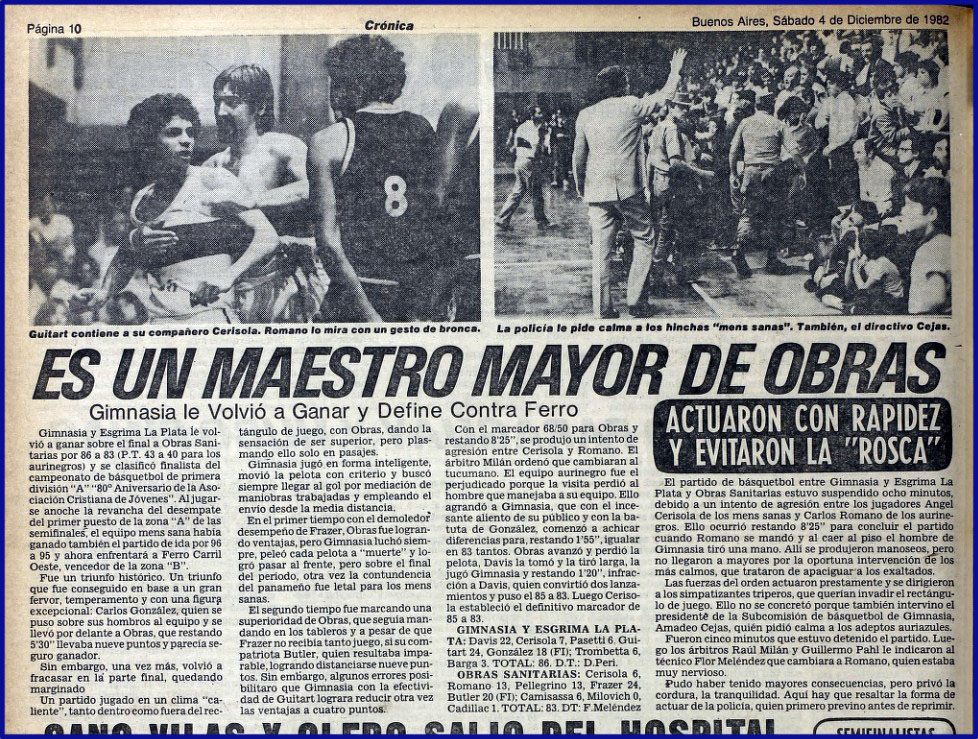 Página 10
Crónica
Buenos Aires, Sábado 4 de Diciembre de 1982
8
Guitart contiene a su compañero Cerisola. Romano lo mira con un gesto de bronca.
La policía le pide calma a los hinchas "mens sanas". También, el directivo Cejas.
ES UN MAESTRO MAYOR DE OBRAS
Gimnasia le Volvió a Ganar y Define Contra Ferro
Gimnasia y Esgrima La Plata le vol-
vió a ganar sobre el final a Obras Sani-
tarias por 86 a 83 (P.T. 43 a 40 para los
aurinegros) y se clasificó finalista del
campeonato de básquetbol de primera
división "A" "80º Aniversario de la Aso-
ciación Cristiana de Jóvenes". Al jugar-
se anoche la revancha del desempate
del primer puesto de la zona "A" de las
semifinales, el equipo mens sana había
ganado también el partido de ida por 96
a 95 y ahora enfrentará a Ferro Carril
Oeste, vencedor de la zona "B".
Fue un triunfo histórico. Un triunfo
que fue conseguido en base a un gran
fervor, temperamento y con una figura
excepcional: Carlos González, quien se
puso sobre sus hombros al equipo y se
llevó por delante a Obras, que restando
5'30" llevaba nueve puntos y parecía se-
guro ganador.
Sin embargo, una vez más, volvió a
fracasar en la parte final, quedando
marginado
Un partido jugado en un clima "ca-
liente", tanto dentro como fuera del rec-
tángulo de juego, con Obras, dando la
sensación de ser superior, pero plas-
mando ello solo en pasajes.
Gimnasia jugó en forma inteligente,
movió la pelota con criterio y buscó
siempre llegar al gol por mediación de
maniobras trabajadas y empleando el
envío desde la media distancia.
En el primer tiempo con el demoledor
desempeño de Frazer, Obras fue logran-
do ventajas, pero Gimnasia luchó siem-
pre, peleó cada pelota a "muerte" y lo-
gró pasar al frente, pero sobre el final
del período, otra vez la contundencia
del panameño fue letal para los mens
sanas.
El segundo tiempo fue marcando una
superioridad de Obras, que seguía man-
dando en los tableros y a pesar de que
Frazer no recibía tanto juego, sí su com-
patriota Butler, quien resultaba impara-
ble, logrando distanciarse nueve puntos.
Sin embargo, algunos errores posibi-
litaro que Gimnasia con la efectividad
de Guitart lograra reducir otra vez
las ventajas a cuatro puntos.
Con el marcador 68/50 para Obras y
restando 8'25", se produjo un intento de
agresión entre Cerisola y Romano. El
árbitro Milan ordenó que cambiaran al
tucumano. El equipo aurinegro fue el
perjudicado porque la visita perdió al
hombre que manejaba a su equipo. Ello
agrandó a Gimnasia, que con el ince-
sante aliento de su público y con la ba-
tuta de González, comenzó a achicar
diferencias para, restando 1'55", igualar
en 83 tantos. Obras avanzó y perdió la
pelota, Davis la tomó y la tiró larga, la
jugó Gimnasia y restando 1'20", infrac-
ción a Davis, quien convirtió dos lanza-
mientos y puso el 85 a 83. Luego Ceriso-
la estableció el definitivo marcador de
85 a 83.
GIMNASIA Y ESGRIMA LA PLA-
TA: Davis 22, Cerisola 7, Pasetti 6. Gui-
tart 24, González 18 (FI); Trombetta 6,
Barga 3. TOTAL: 86. D.T.: D.Peri.
OBRAS SANITARIAS: Cerisola 6,
Romano 13, Pellegrino 13, Frazer 24,
Butler 20 (FI); Camisassa 6, Milovich 0,
Cadillac 1. TOTAL: 83. DT: F.Meléndez
ACTUARON CON RAPIDEZ
Y EVITARON LA "ROSCA"
El partido de básquetbol entre Gimnasia y Esgrima La
Plata y Obras Sanitarias estuvo suspendido ocho minutos,
debido a un intento de agresión entre los jugadores Angel
Cerisola de los mens sanas y Carlos Romano de los aurine-
gros. Ello ocurrió restando 8'25" para concluir el partido
cuando Romano se mandó y al caer al piso el hombre de
Gimnasia tiró una mano. Allí se produjeron manoseos, pero
no llegaron a mayores por la oportuna intervención de los
más calmos, que trataron de apaciguar a los exaltados.
Las fuerzas del orden actuaron prestamente y se dirigieron
a los simpatizantes triperos, que querían invadir el rectángu-
lo de juego. Ello no se concretó porque también intervino el
presidente de la Subcomisión de básquetbol de Gimnasia,
Amadeo Cejas, quién pidió calma a los adeptos auriazules.
Fueron cinco minutos que estuvo detenido el partido. Lue-
go los árbitros Raúl Milán y Guillermo Pahl le indicaron al
técnico Flor Meléndez que cambiara a Romano, quien estaba
muy nervioso.
Pudo haber tenido mayores consecuencias, pero privó la
cordura, la tranquilidad. Aquí hay que resaltar la forma de
actuar de la policía, quien primero previno antes de reprimir.
SALIO DEL HOSPITAL
SEMIFINALISTAS